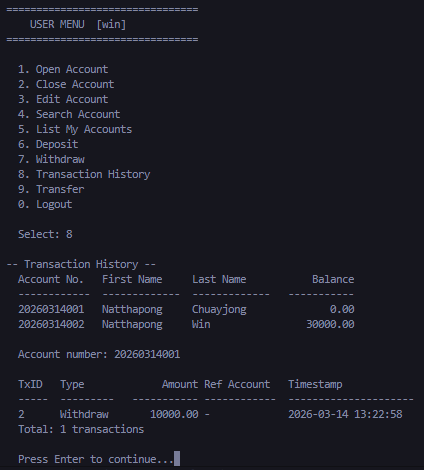 ================================
USER MENU [win]
================================
1. Open Account
2. Close Account
3. Edit Account
4. Search Account
5. List My Accounts
6. Deposit
7. Withdraw
8. Transaction History
9. Transfer
0. Logout
Select: 8
-- Transaction History --
Account No. First Name Last Name Balance
------------ ------------- ------------- -----------
20260314001 Natthapong Chuayjong 0.00
20260314002 Natthapong Win 30000.00
Account number: 20260314001
TxID Type Amount Ref Account Timestamp
----- --------- ----------- ------------ ---------------------
2 Withdraw 10000.00 - 2026-03-14 13:22:58
Total: 1 transactions
Press Enter to continue...